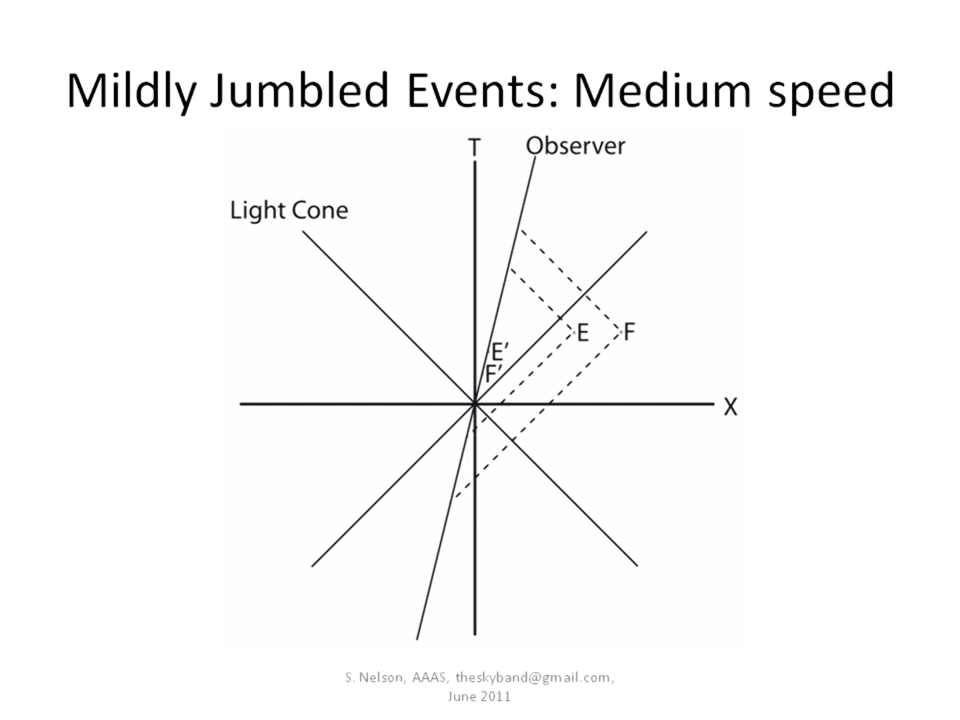 Mildly Jumbled Events: Medium speed
T
Observer
Light Cone
E
F
E′
F′
X
S. Nelson, AAAS, theskyband@gmail.com,
June 2011